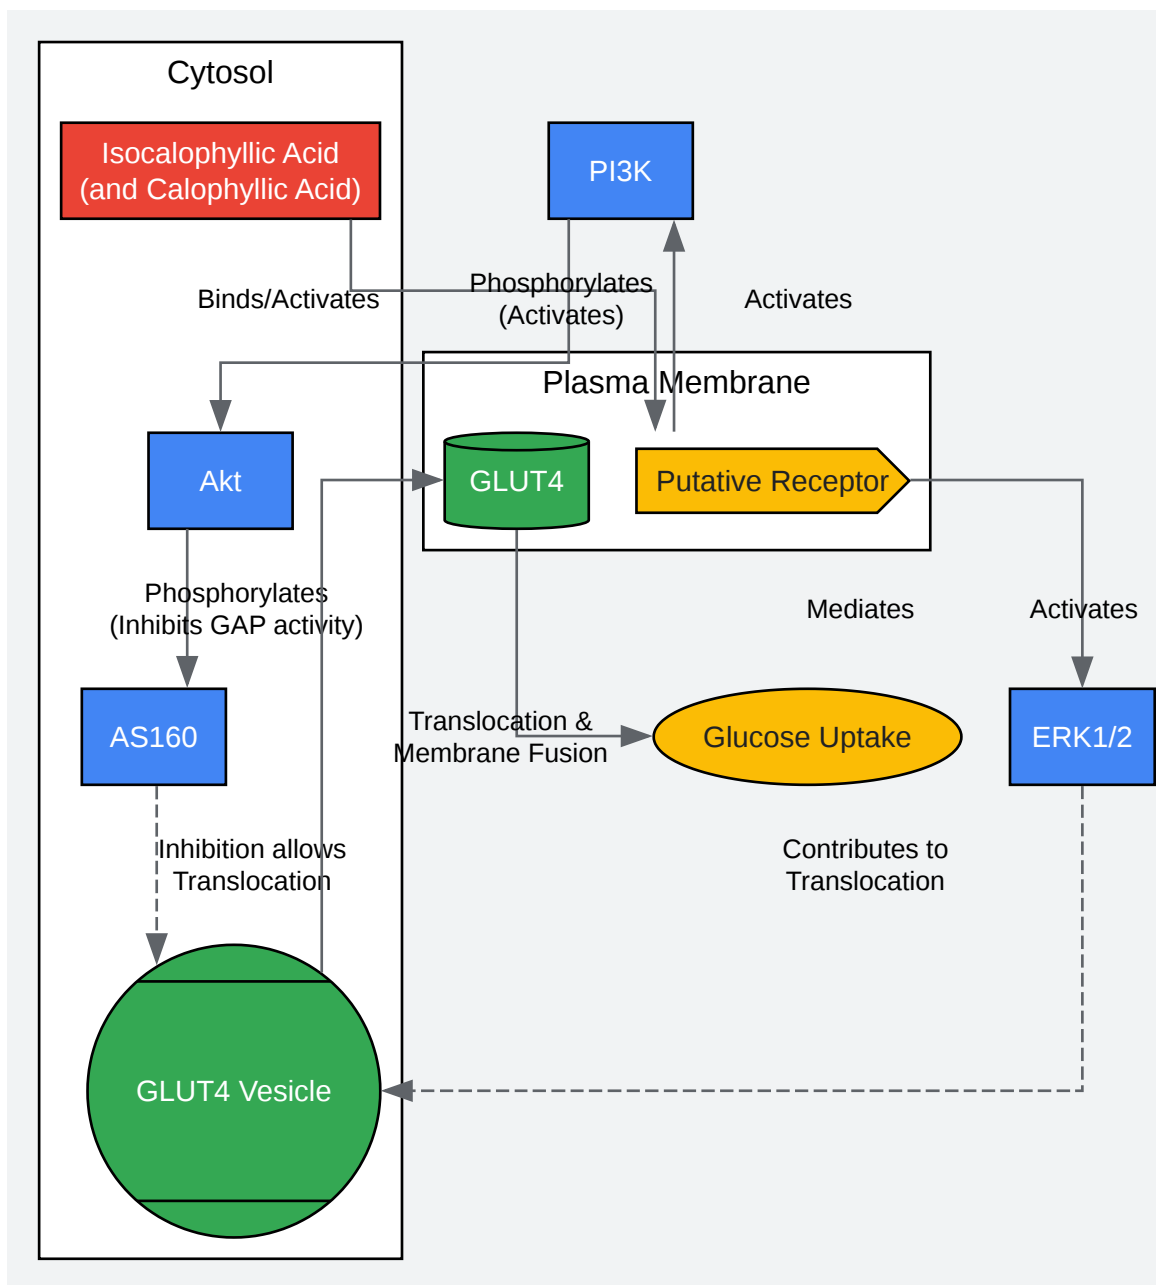 Cytosol
Isocalophyllic Acid
(and Calophyllic Acid)
PI3K
Binds/Activates
Phosphorylates
(Activates)
Activates
Plasma Membrane
Akt
GLUT4
Putative Receptor
Phosphorylates
(Inhibits GAP activity)
Mediates
Activates
AS160
Translocation &
Membrane Fusion
Glucose Uptake
ERK1/2
Inhibition allows
Translocation
Contributes to
Translocation
GLUT4 Vesicle